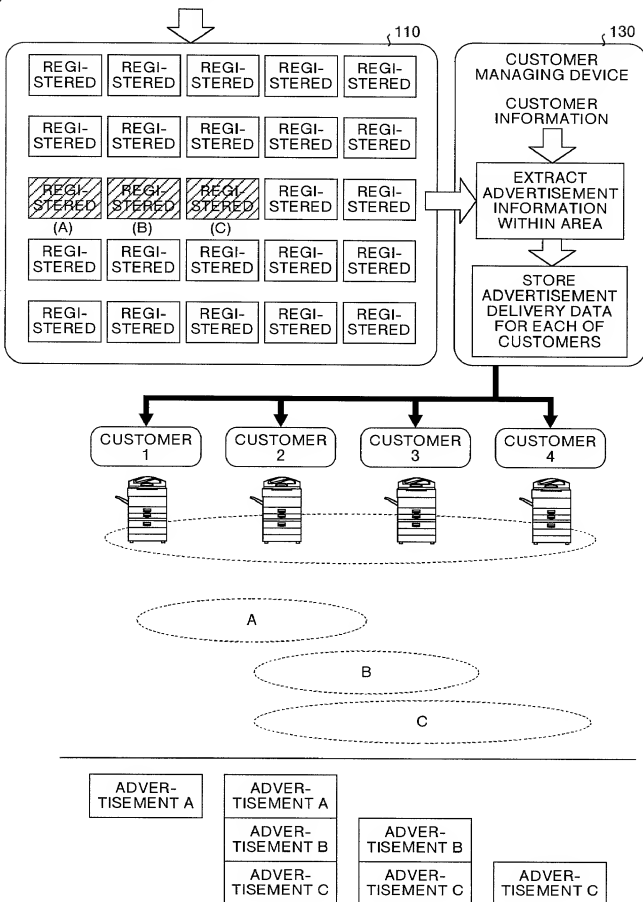 110
130
REGI-
STERED
REGI-
STERED
REGI-
STERED
REGI-
STERED
REGI-
STERED
REGI-
STERED
REGI-
STERED
REGI-
STERED
REGI-
STERED
REGI-
STERED
REGI-
STERED
(A)
REGI-
STERED
(B)
REGI-
STERED
(C)
REGI-
STERED
REGI-
STERED
REGI-
STERED
REGI-
STERED
REGI-
STERED
REGI-
STERED
REGI-
STERED
REGI-
STERED
REGI-
STERED
REGI-
STERED
REGI-
STERED
REGI-
STERED
CUSTOMER
MANAGING DEVICE
CUSTOMER
INFORMATION
EXTRACT
ADVERTISEMENT
INFORMATION
WITHIN AREA
STORE
ADVERTISEMENT
DELIVERY DATA
FOR EACH OF
CUSTOMERS
CUSTOMER
1
CUSTOMER
2
CUSTOMER
3
CUSTOMER
4
A
B
C
ADVER-
TISEMENT A
ADVER-
TISEMENT A
ADVER-
TISEMENT B
ADVER-
TISEMENT C
ADVER-
TISEMENT B
ADVER-
TISEMENT C
ADVER-
TISEMENT C